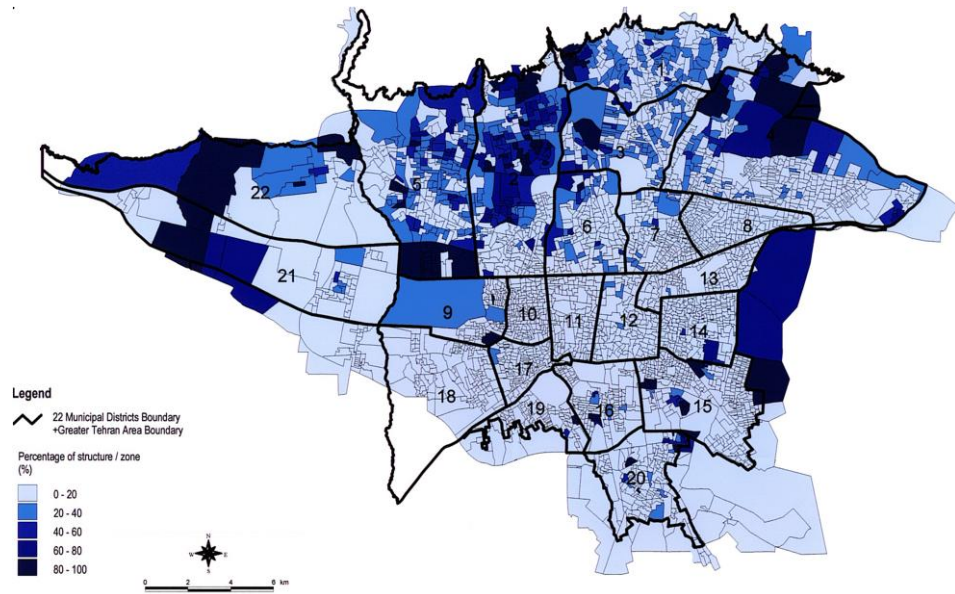 1
2
3
4
5
6
7
8
22
21
13
9
10
11
12
14
17
18
19
16
15
20
Legend
22 Municipal Districts Boundary
+Greater Tehran Area Boundary
Percentage of structure / zone
(%)
0 - 20
20 - 40
40 - 60
60 - 80
80 - 100
N
W E
S
0 2 4 6 km